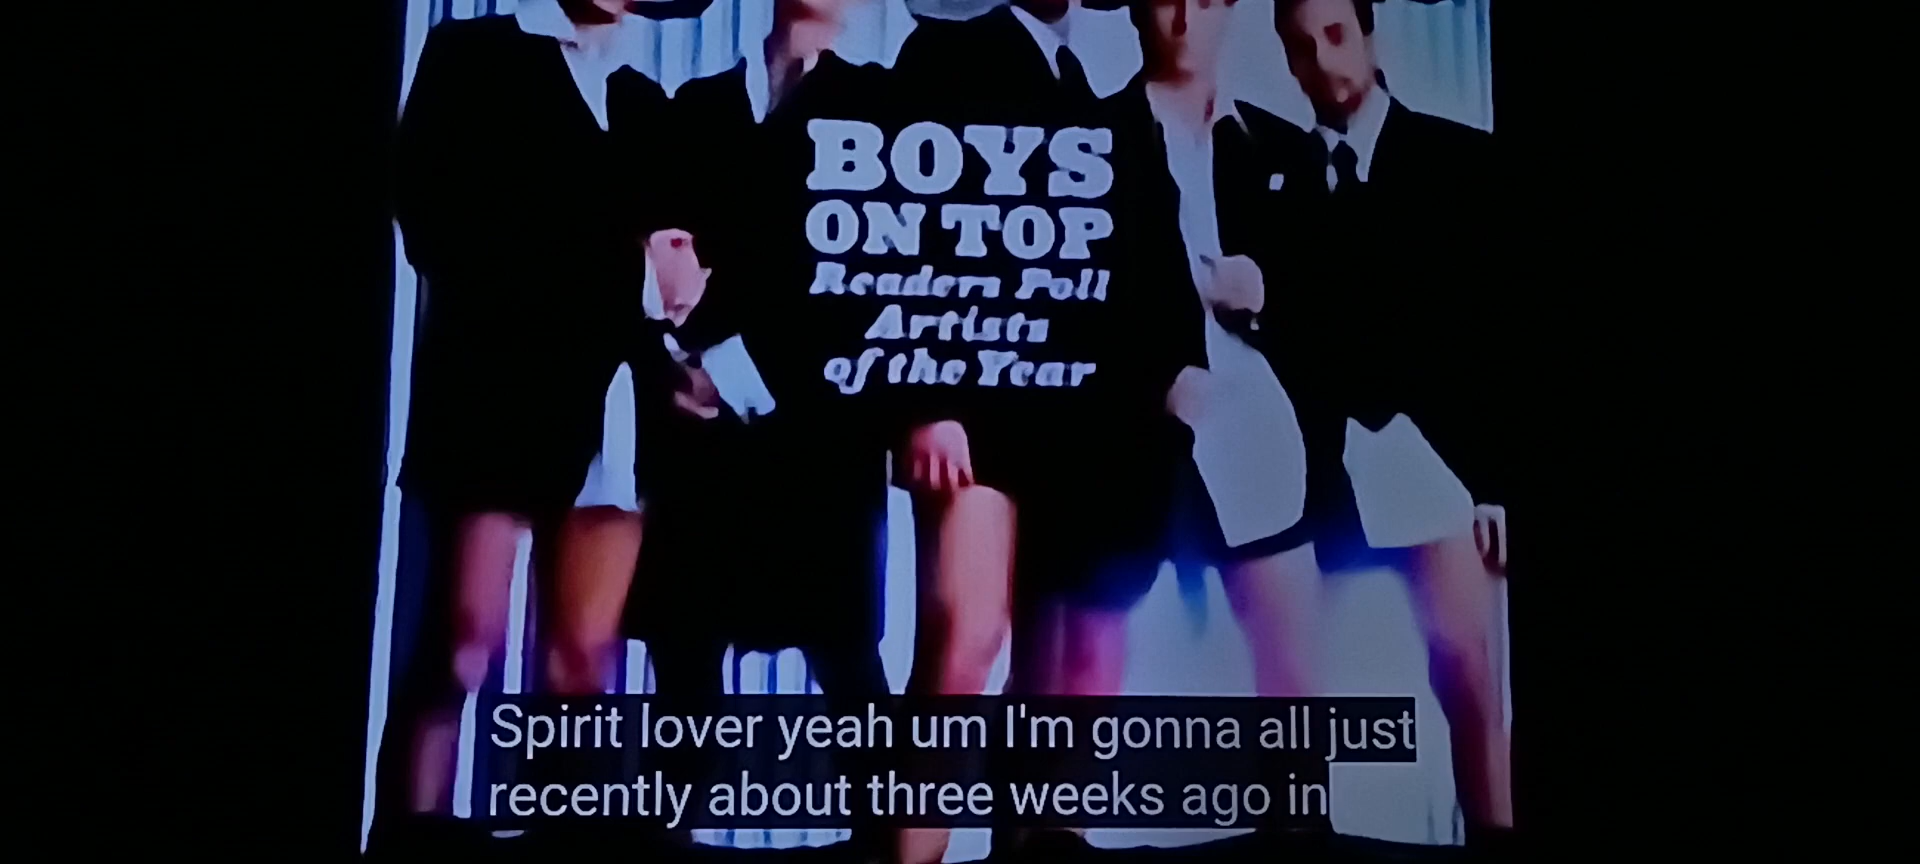 BOYS
ON TOP
Readers Poll
Artists
of the Year
Spirit lover yeah um I'm gonna all just
recently about three weeks ago in